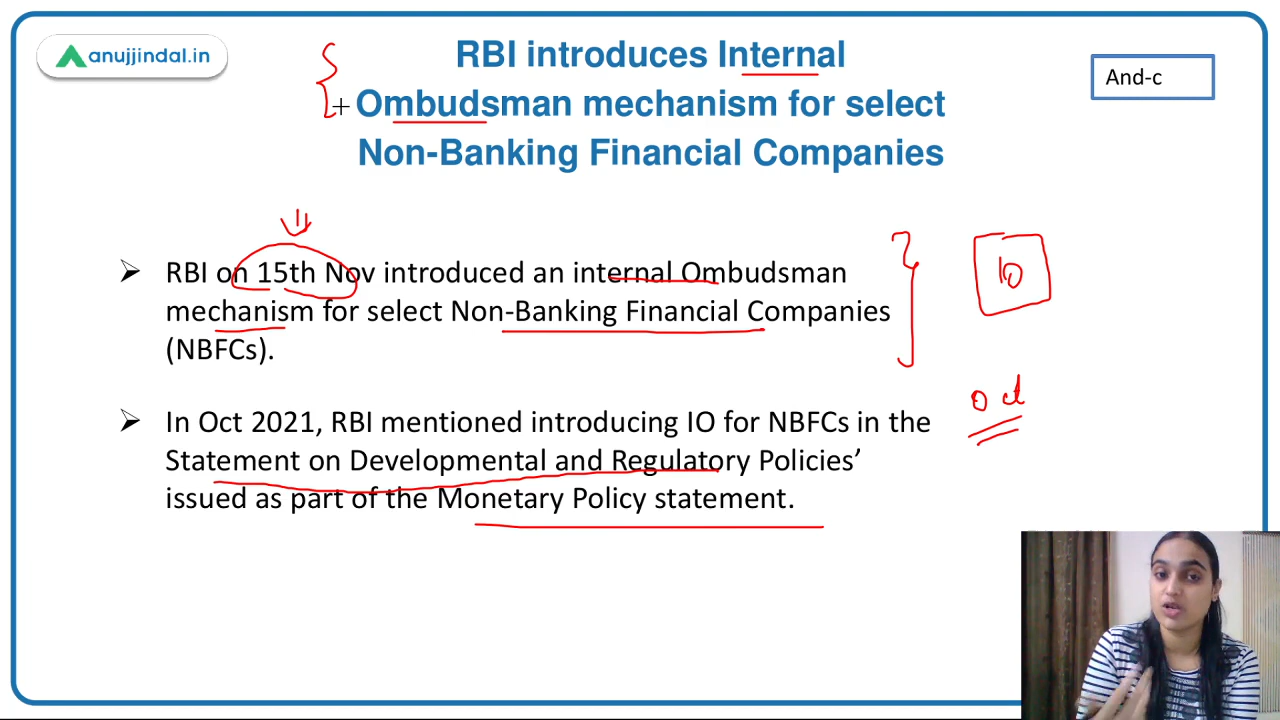 anujjindal.in
RBI introduces Internal
Ombudsman mechanism for select
Non-Banking Financial Companies
And-c
➢ RBI on 15th Nov introduced an internal Ombudsman
mechanism for select Non-Banking Financial Companies
(NBFCs).
IO
➢ In Oct 2021, RBI mentioned introducing IO for NBFCs in the
Statement on Developmental and Regulatory Policies’
issued as part of the Monetary Policy statement.
Oct